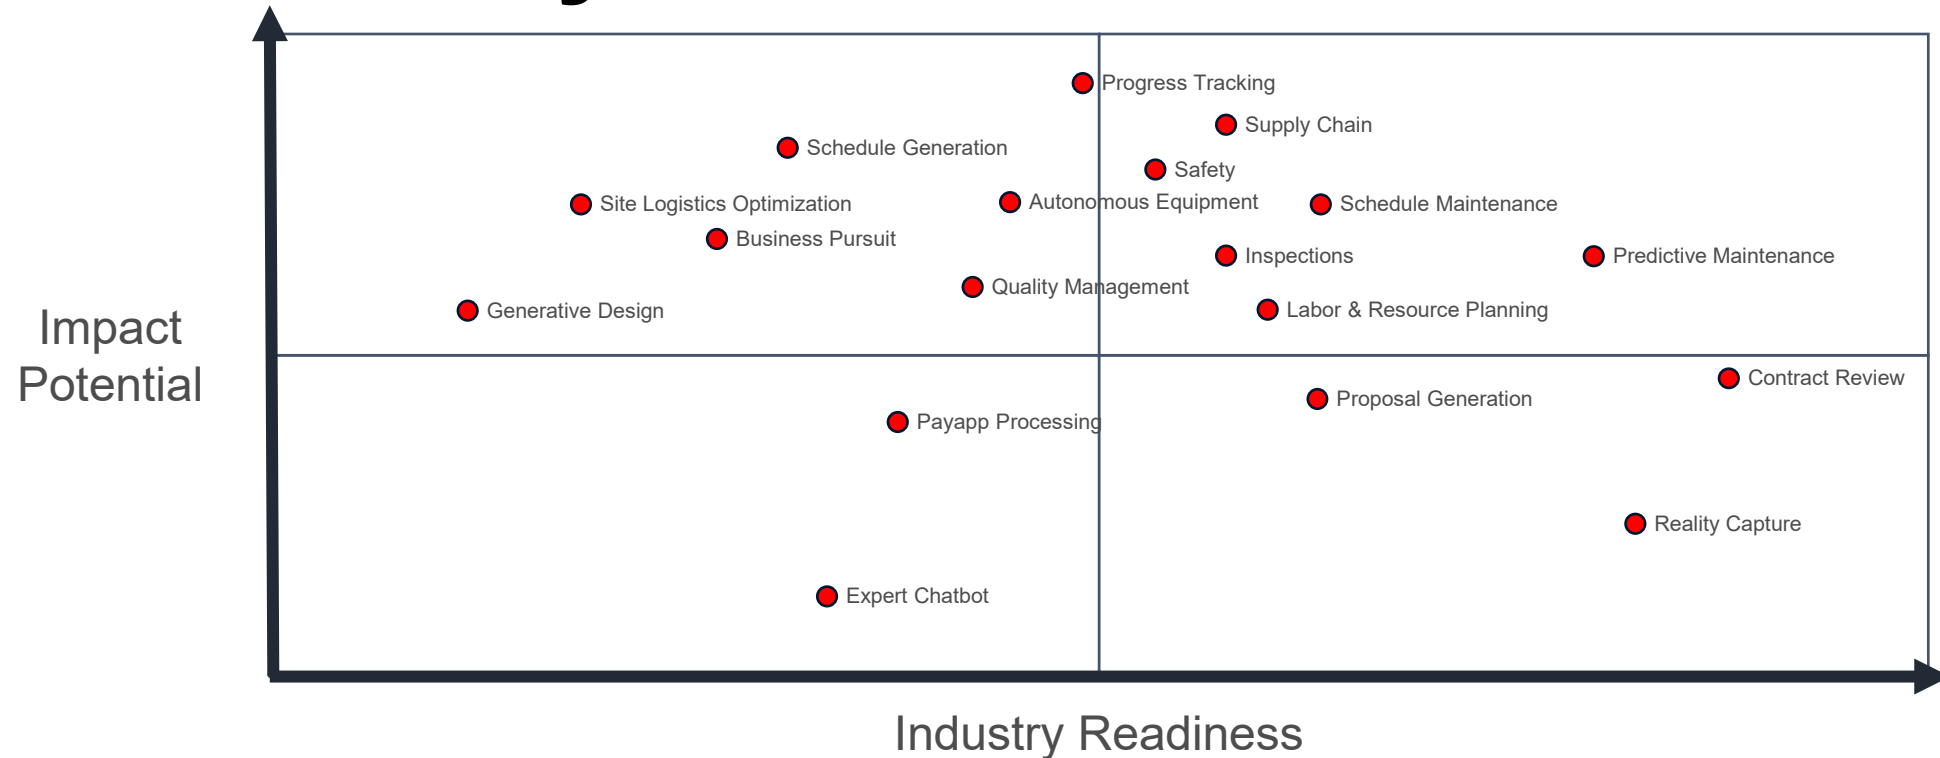 Progress Tracking
Supply Chain
Schedule Generation
Safety
Autonomous Equipment
Site Logistics Optimization
Schedule Maintenance
Business Pursuit
Inspections
Predictive Maintenance
Quality Management
Generative Design
Labor & Resource Planning
Impact
Potential
Contract Review
Proposal Generation
Payapp Processing
Reality Capture
Expert Chatbot
Industry Readiness